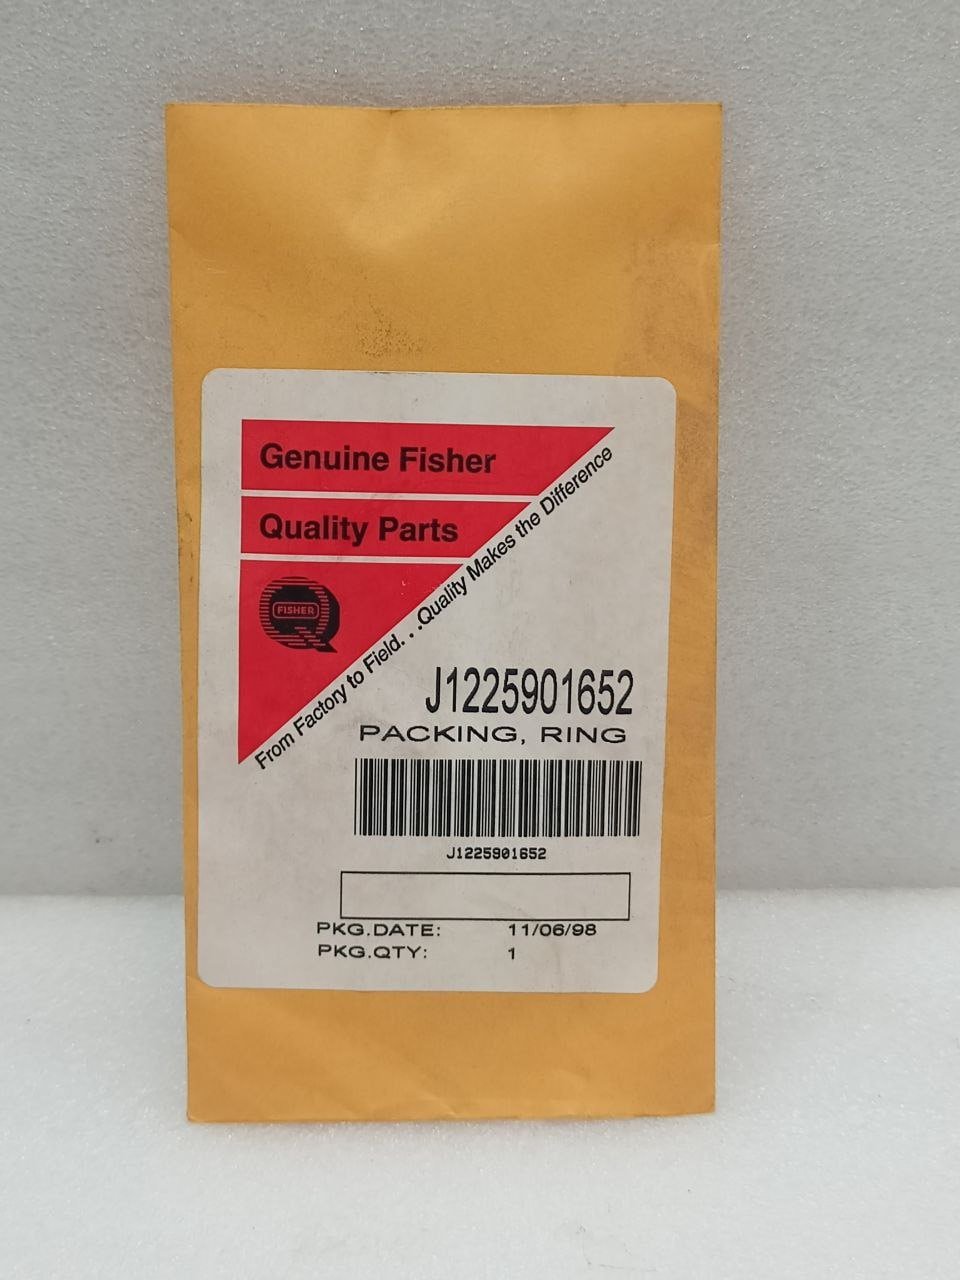 Genuine Fisher
Quality Parts
FISHER
From Factory to Field. . .Quality Makes the Difference
J1225901652
PACKING, RING
J1225901652
PKG.DATE: 11/06/98
PKG.QTY: 1